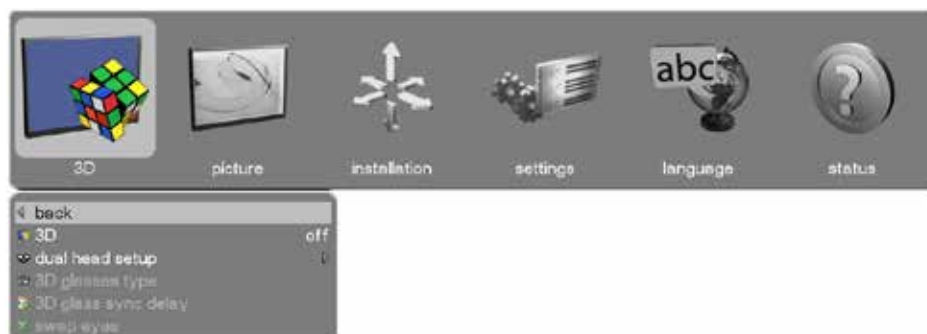 abc
?
3D picture installation settings language status
back
3D off
dual head setup
3D glasses type
3D glass sync delay
swap eyes